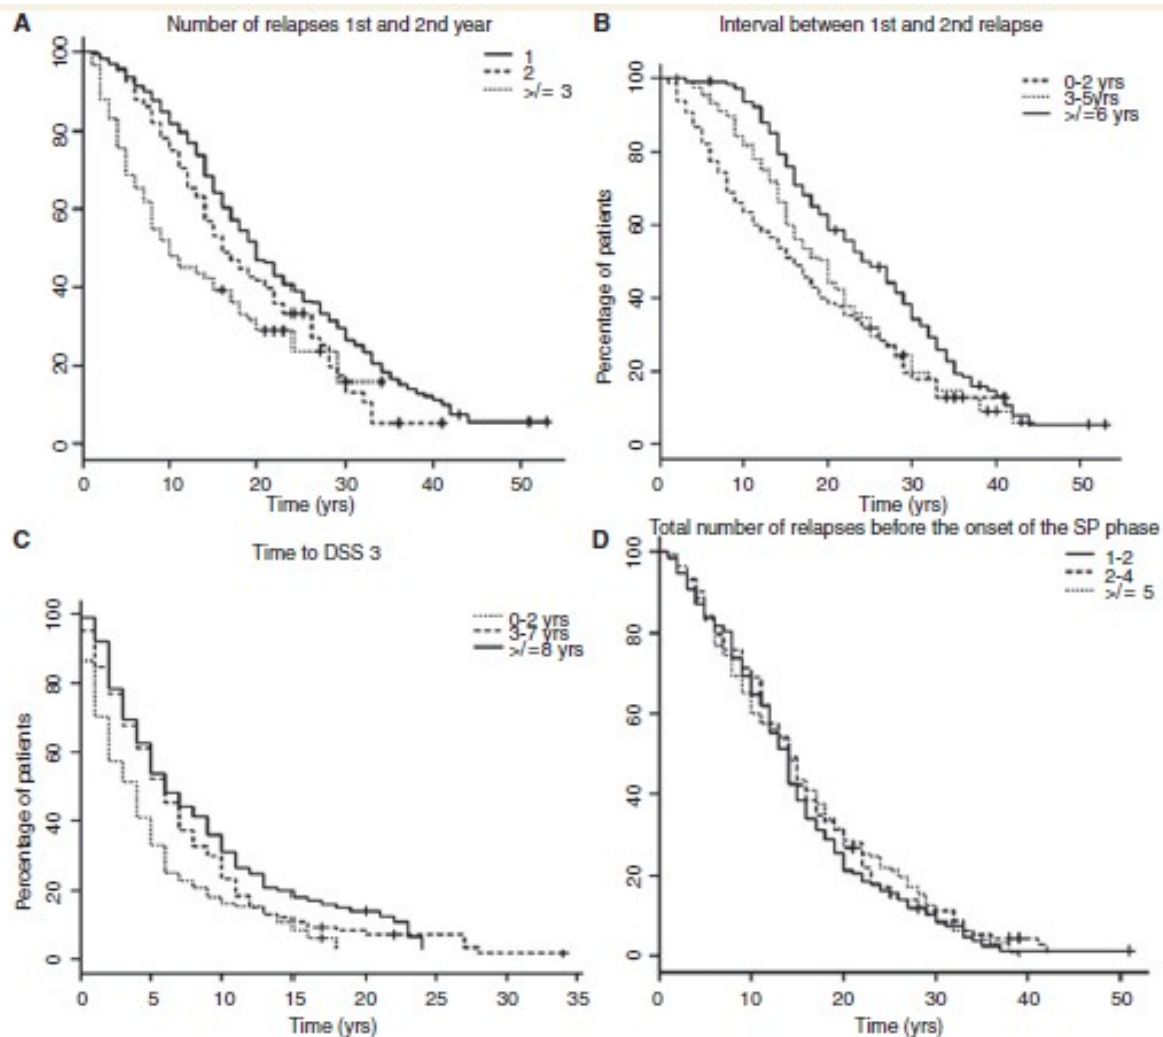 A
Number of relapses 1st and 2nd year
1
2
>/= 3
100
80
60
40
20
0
0 10 20 30 40 50
Time (yrs)
B
Interval between 1st and 2nd relapse
0-2 yrs
3-5yrs
>/=6 yrs
Percentage of patients
100
80
60
40
20
0
0 10 20 30 40 50
Time (yrs)
C
Time to DSS 3
0-2 yrs
3-7 yrs
>/=8 yrs
Percentage of patients
100
80
60
40
20
0
0 5 10 15 20 25 30 35
Time (yrs)
D
Total number of relapses before the onset of the SP phase
1-2
2-4
>/= 5
100
80
60
40
20
0
0 10 20 30 40 50
Time (yrs)